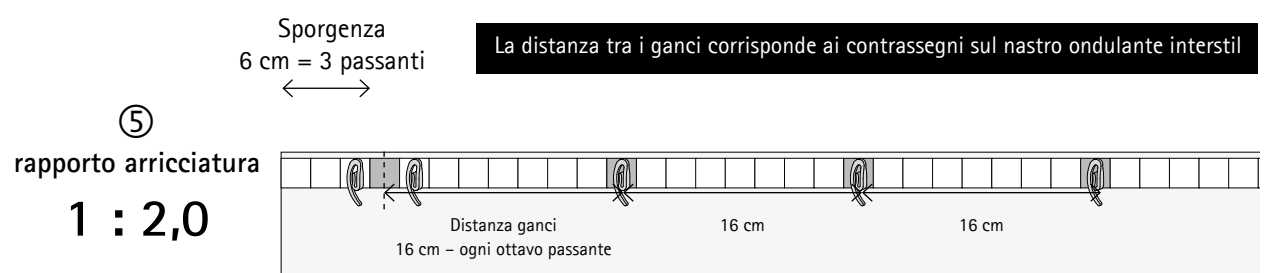 Sporgenza
6 cm = 3 passanti
La distanza tra i ganci corrisponde ai contrassegni sul nastro ondulante interstil
⑤
rapporto arricciatura
1 : 2,0
Distanza ganci
16 cm – ogni ottavo passante
16 cm
16 cm